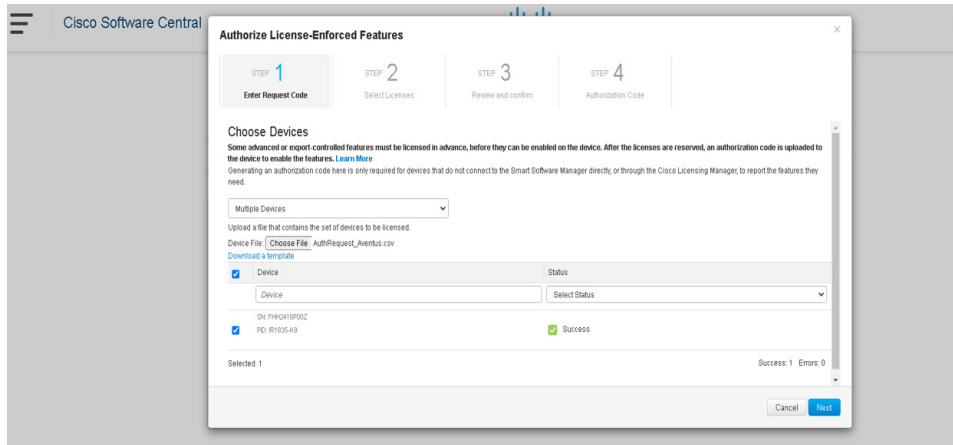 Cisco Software Central
Authorize License-Enforced Features
×
STEP 1
Enter Request Code
STEP 2
Select Licenses
STEP 3
Review and confirm
STEP 4
Authorization Code
Choose Devices
Some advanced or export-controlled features must be licensed in advance, before they can be enabled on the device. After the licenses are reserved, an authorization code is uploaded to
the device to enable the features. Learn More
Generating an authorization code here is only required for devices that do not connect to the Smart Software Manager directly, or through the Cisco Licensing Manager, to report the features they
need.
Multiple Devices
Upload a file that contains the set of devices to be licensed.
Device File: Choose File AuthRequest_Aventus.csv
Download a template
Device Status
Device Select Status
SN: FHH2416P00Z
PID: IR1835-K9 Success
Selected: 1 Success: 1 Errors: 0
Cancel Next